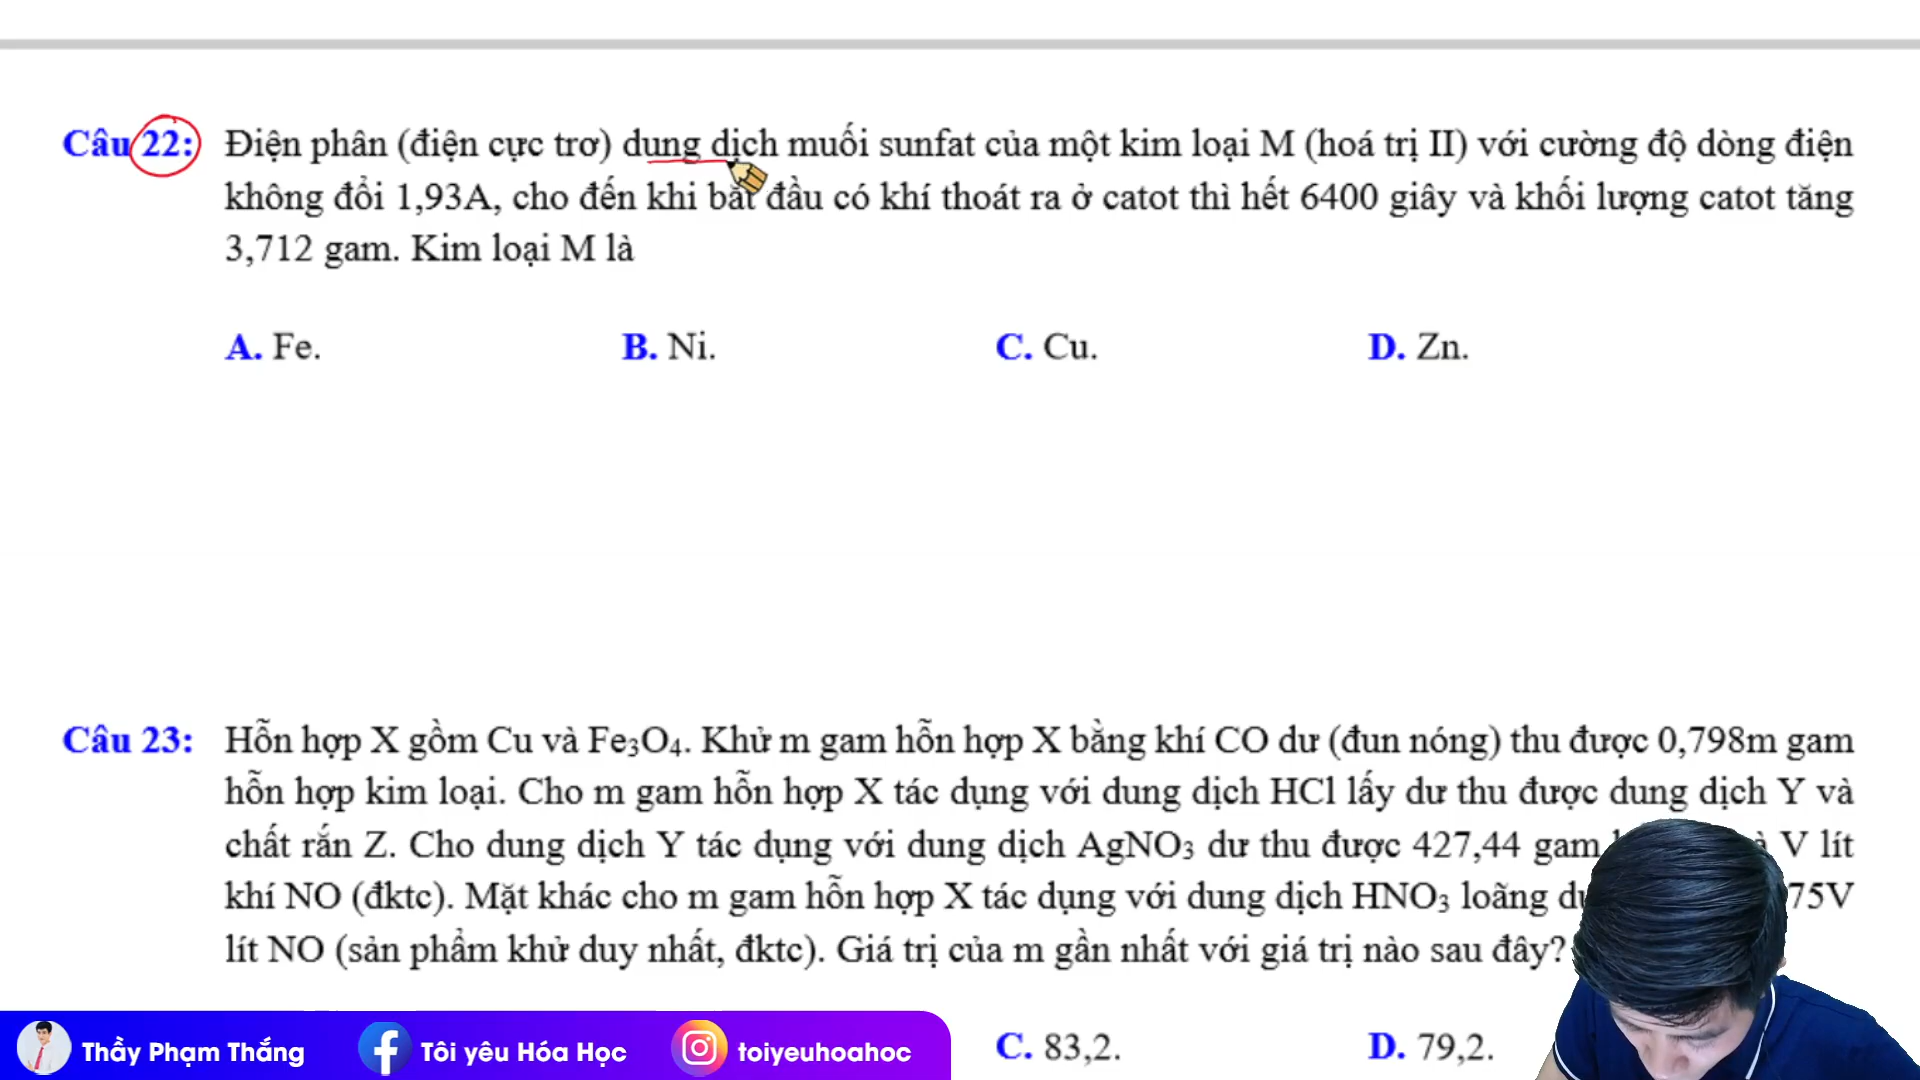 Câu 22: Điện phân (điện cực trơ) dung dịch muối sunfat của một kim loại M (hoá trị II) với cường độ dòng điện
không đổi 1,93A, cho đến khi bắt đầu có khí thoát ra ở catot thì hết 6400 giây và khối lượng catot tăng
3,712 gam. Kim loại M là
A. Fe. B. Ni. C. Cu. D. Zn.
Câu 23: Hỗn hợp X gồm Cu và Fe₃O₄. Khử m gam hỗn hợp X bằng khí CO dư (đun nóng) thu được 0,798m gam
hỗn hợp kim loại. Cho m gam hỗn hợp X tác dụng với dung dịch HCl lấy dư thu được dung dịch Y và
chất rắn Z. Cho dung dịch Y tác dụng với dung dịch AgNO₃ dư thu được 427,44 gam V lít
khí NO (đktc). Mặt khác cho m gam hỗn hợp X tác dụng với dung dịch HNO₃ loãng 75V
lít NO (sản phẩm khử duy nhất, đktc). Giá trị của m gần nhất với giá trị nào sau đây?
C. 83,2. D. 79,2.
Thầy Phạm Thắng Tôi yêu Hóa Học toiyeuhoahoc